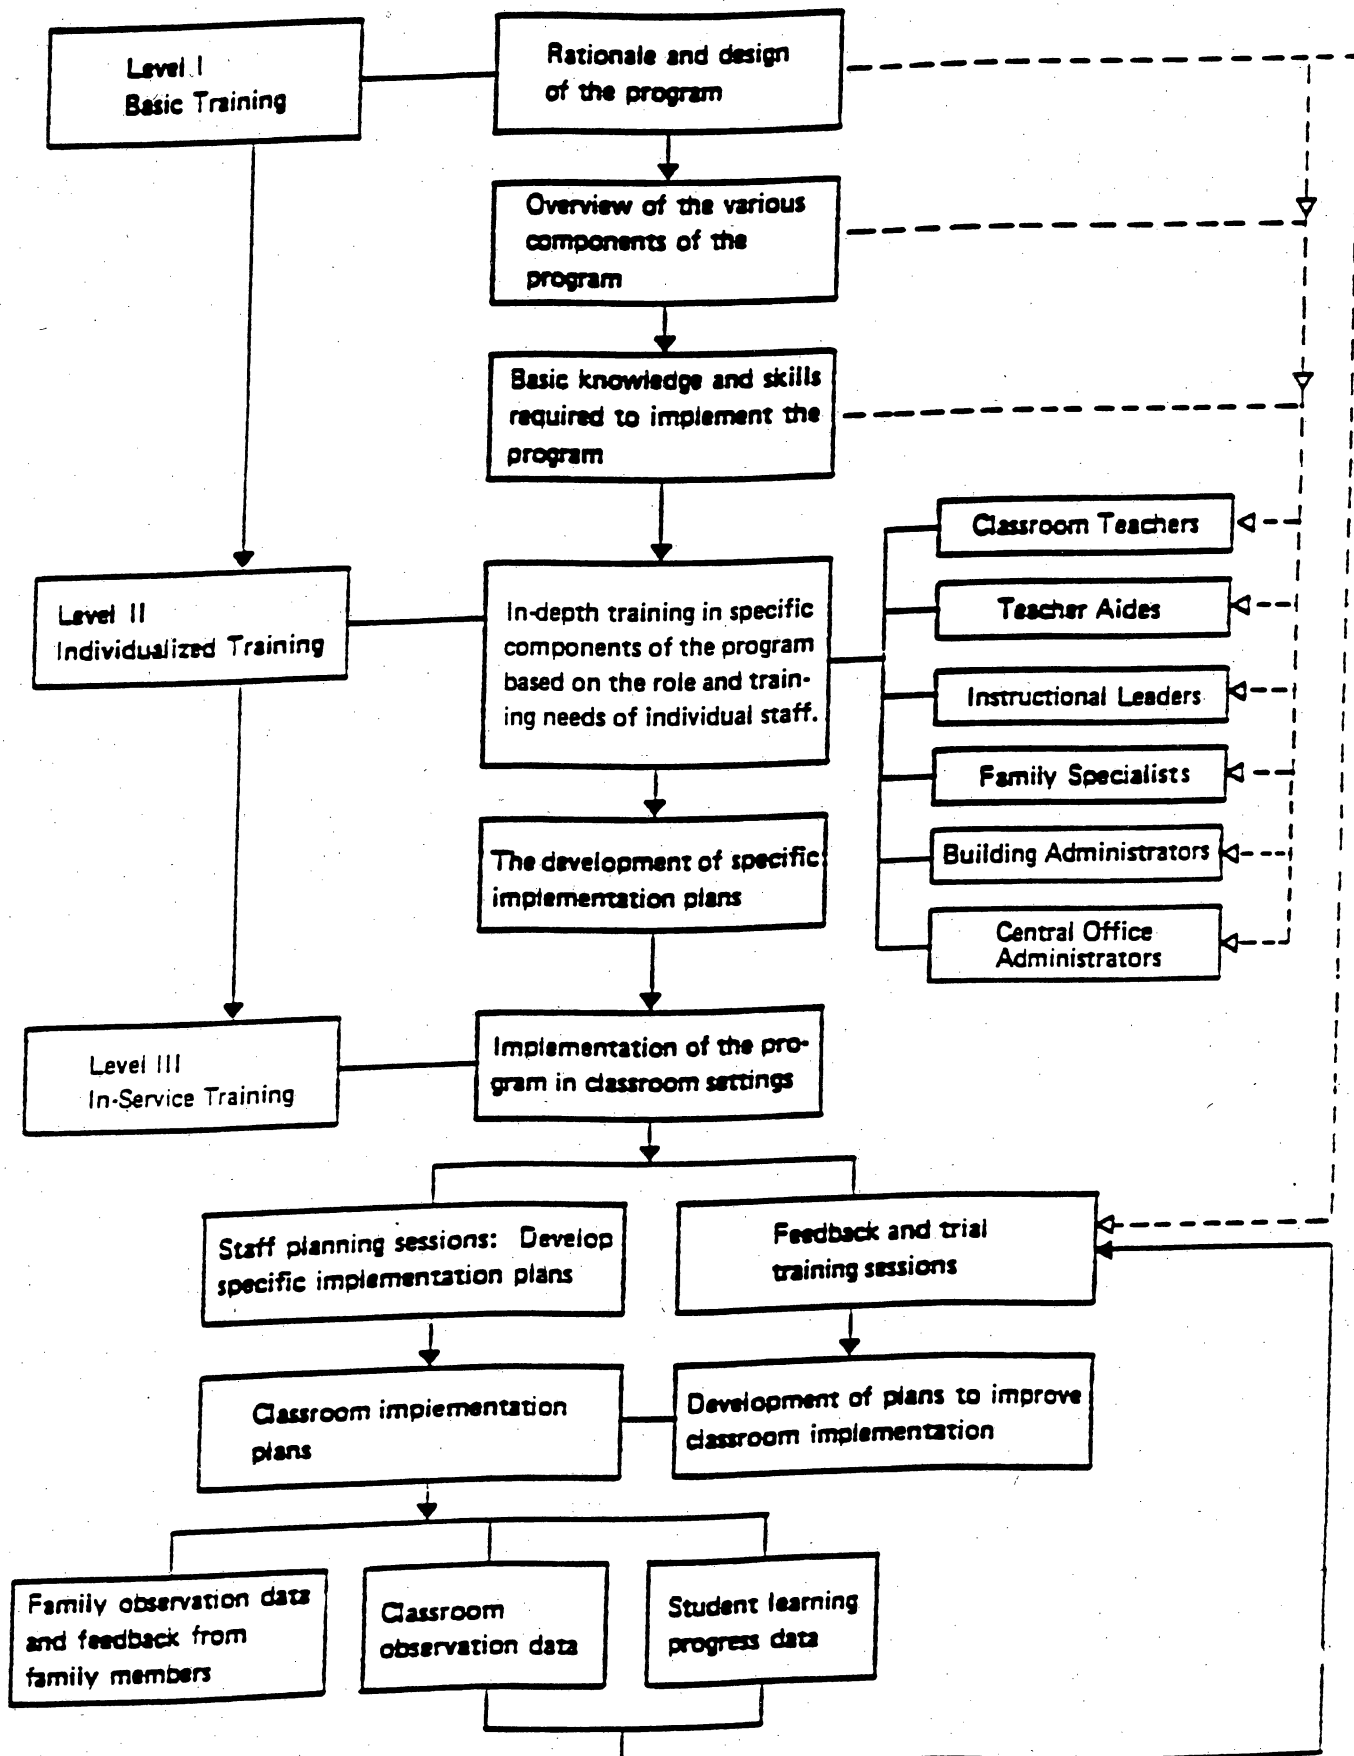 Level I
Basic Training
Rationale and design
of the program
Overview of the various
components of the
program
Basic knowledge and skills
required to implement the
program
Classroom Teachers
Teacher Aides
Instructional Leaders
Family Specialists
Building Administrators
Central Office
Administrators
Level II
Individualized Training
In-depth training in specific
components of the program
based on the role and train-
ing needs of individual staff.
The development of specific
implementation plans
Level III
In-Service Training
Implementation of the pro-
gram in classroom settings
Staff planning sessions: Develop
specific implementation plans
Feedback and trial
training sessions
Classroom implementation
plans
Development of plans to improve
classroom implementation
Family observation data
and feedback from
family members
Classroom
observation data
Student learning
progress data